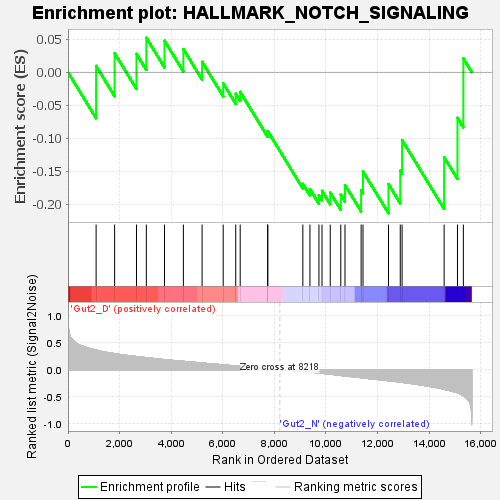 Enrichment plot: HALLMARK_NOTCH_SIGNALING
Enrichment score (ES)
0.05
0.00
-0.05
-0.10
-0.15
-0.20
'Gut2_D' (positively correlated)
Ranked list metric (Signal2Noise)
1.0
0.5
0.0
-0.5
-1.0
Zero cross at 8218
'Gut2_N' (negatively correlated)
0 2,000 4,000 6,000 8,000 10,000 12,000 14,000 16,000
Rank in Ordered Dataset
Enrichment profile Hits Ranking metric scores